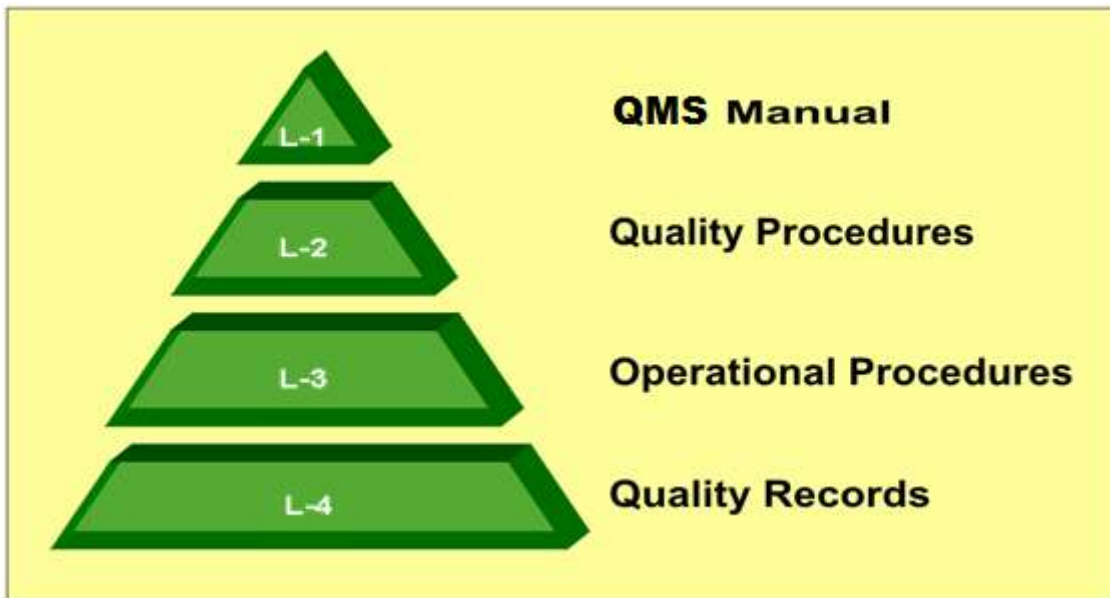 L-1 QMS Manual
L-2 Quality Procedures
L-3 Operational Procedures
L-4 Quality Records